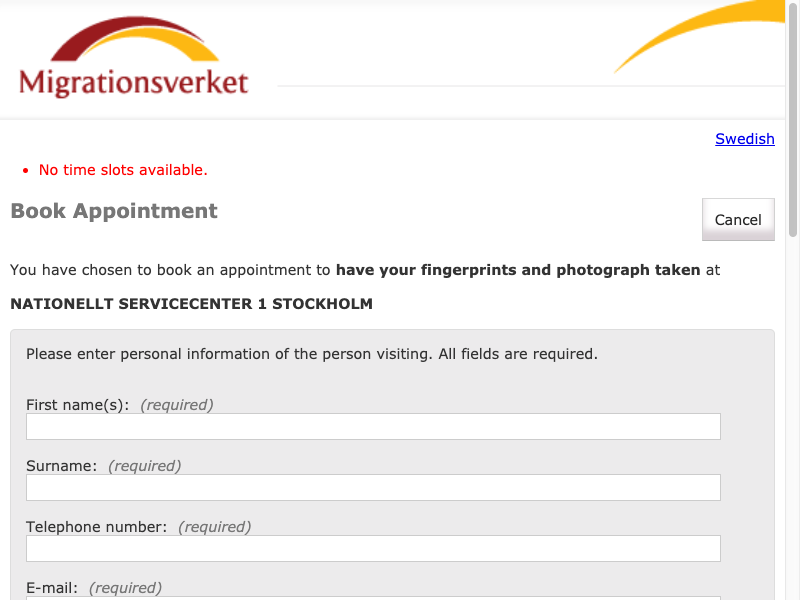 Migrationsverket
Swedish
No time slots available.
Book Appointment
Cancel
You have chosen to book an appointment to have your fingerprints and photograph taken at
NATIONELLT SERVICECENTER 1 STOCKHOLM
Please enter personal information of the person visiting. All fields are required.
First name(s): (required)
Surname: (required)
Telephone number: (required)
E-mail: (required)